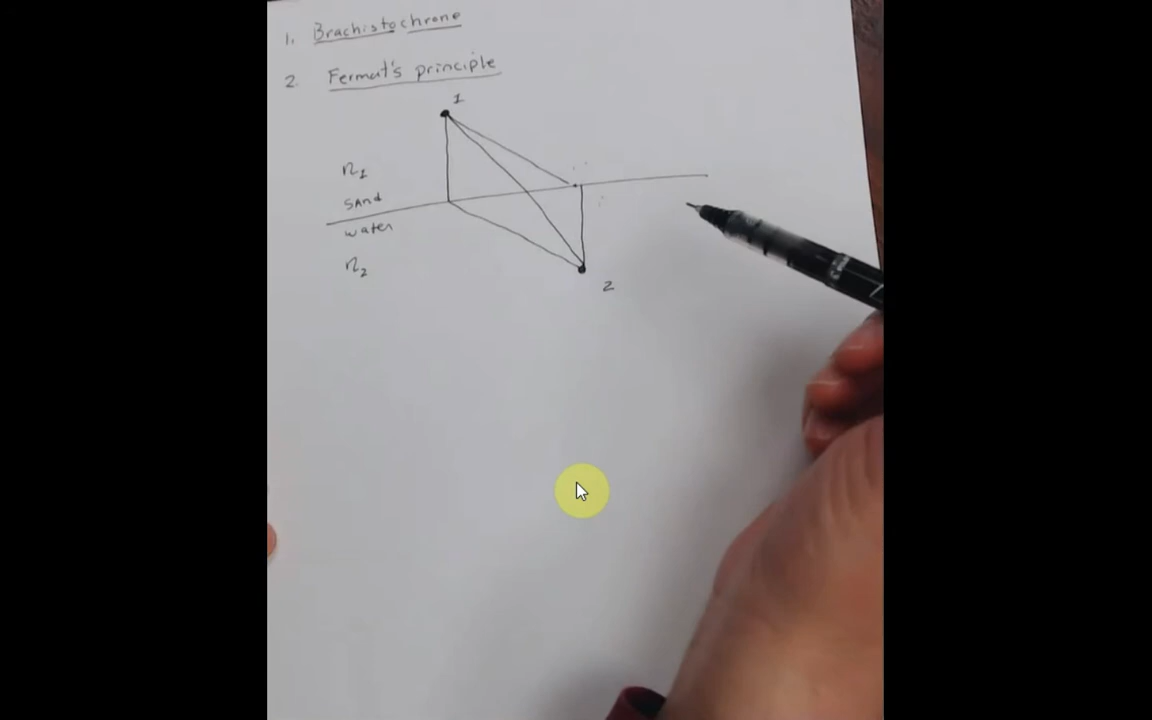 1. Brachistochrone
2. Fermat's principle
1
n1
SAnd
water
n2
2